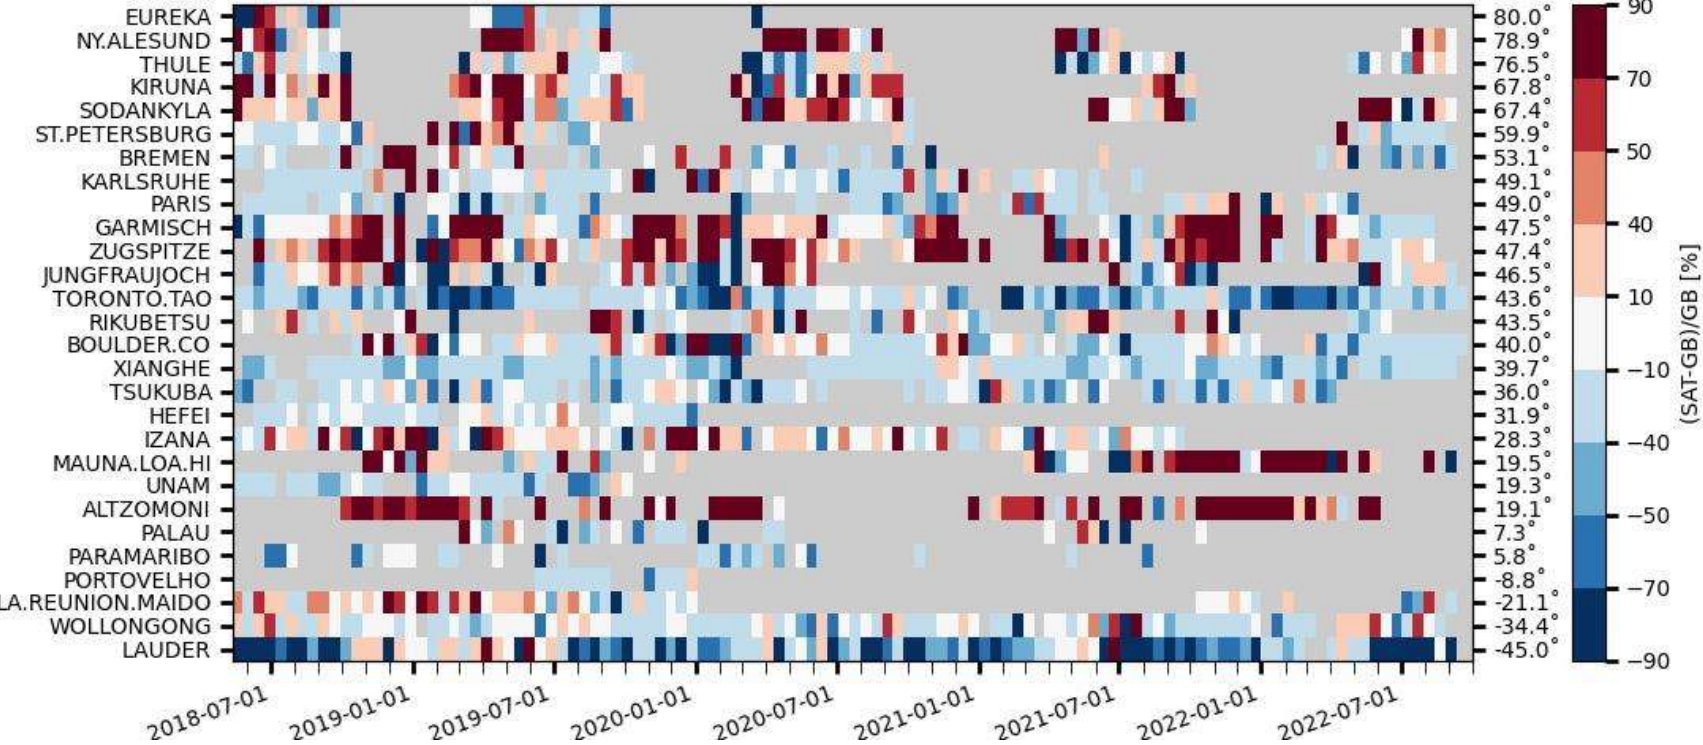 EUREKA 80.0° 90
NY.ALESUND 78.9°
THULE 76.5° 70
KIRUNA 67.8°
SODANKYLA 67.4°
ST.PETERSBURG 59.9° 50
BREMEN 53.1°
KARLSRUHE 49.1°
PARIS 49.0°
GARMISCH 47.5° 40
ZUGSPITZE 47.4°
JUNGFRAUJOCH 46.5°
TORONTO.TAO 43.6° 10
RIKUBETSU 43.5°
BOULDER.CO 40.0°
XIANGHE 39.7° −10
TSUKUBA 36.0°
HEFEI 31.9°
IZANA 28.3° −40
MAUNA.LOA.HI 19.5°
UNAM 19.3°
ALTZOMONI 19.1° −50
PALAU 7.3°
PARAMARIBO 5.8°
PORTOVELHO -8.8° −70
LA.REUNION.MAIDO -21.1°
WOLLONGONG -34.4°
LAUDER -45.0° −90
(SAT-GB)/GB [%]
2018-07-01 2019-01-01 2019-07-01 2020-01-01 2020-07-01 2021-01-01 2021-07-01 2022-01-01 2022-07-01